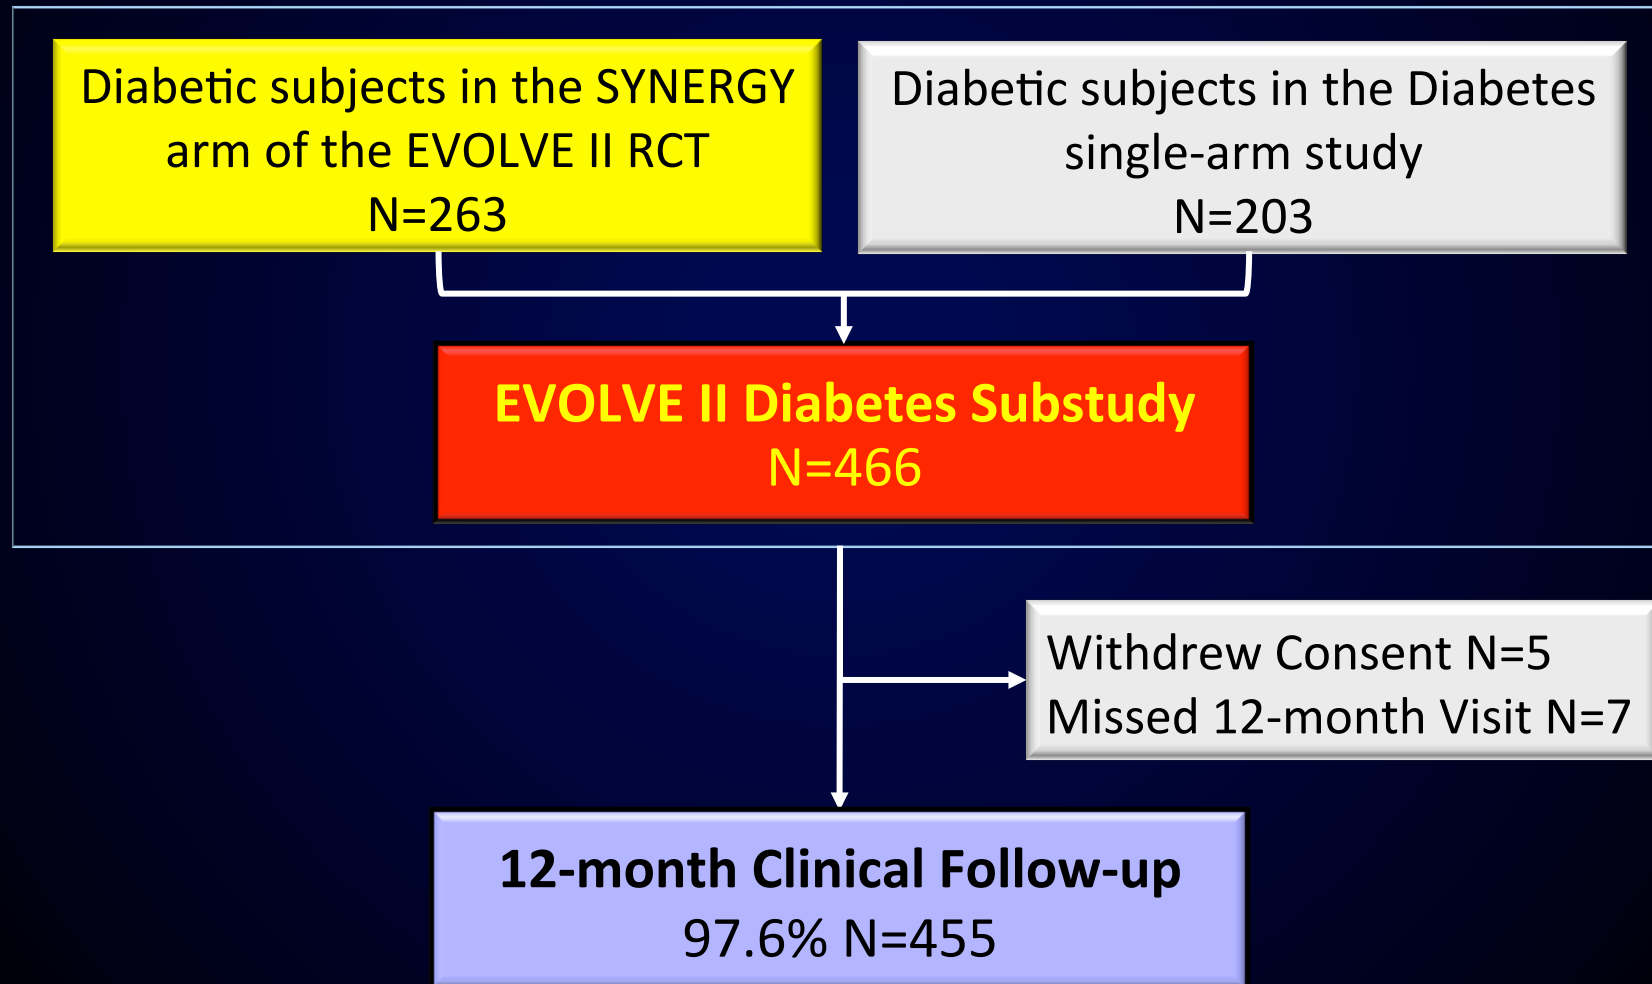 Diabetic subjects in the SYNERGY
arm of the EVOLVE II RCT
N=263
Diabetic subjects in the Diabetes
single-arm study
N=203
EVOLVE II Diabetes Substudy
N=466
Withdrew Consent N=5
Missed 12-month Visit N=7
12-month Clinical Follow-up
97.6% N=455